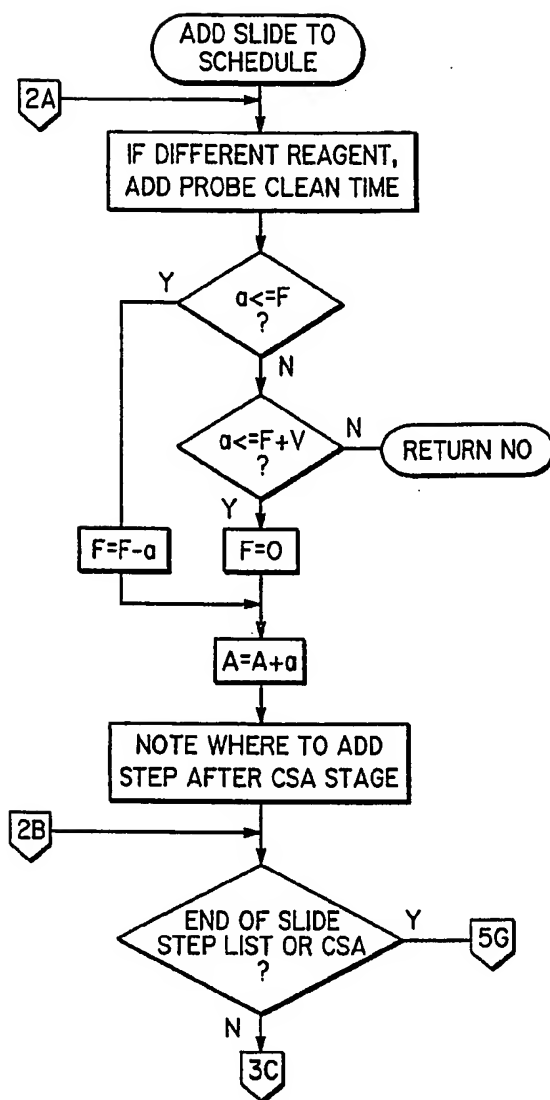 ADD SLIDE TO
SCHEDULE
2A
IF DIFFERENT REAGENT,
ADD PROBE CLEAN TIME
Y
a<=F
?
N
a<=F+V
?
N
RETURN NO
Y
F=F-a
F=0
A=A+a
NOTE WHERE TO ADD
STEP AFTER CSA STAGE
2B
END OF SLIDE
STEP LIST OR CSA
?
Y
5G
N
3C